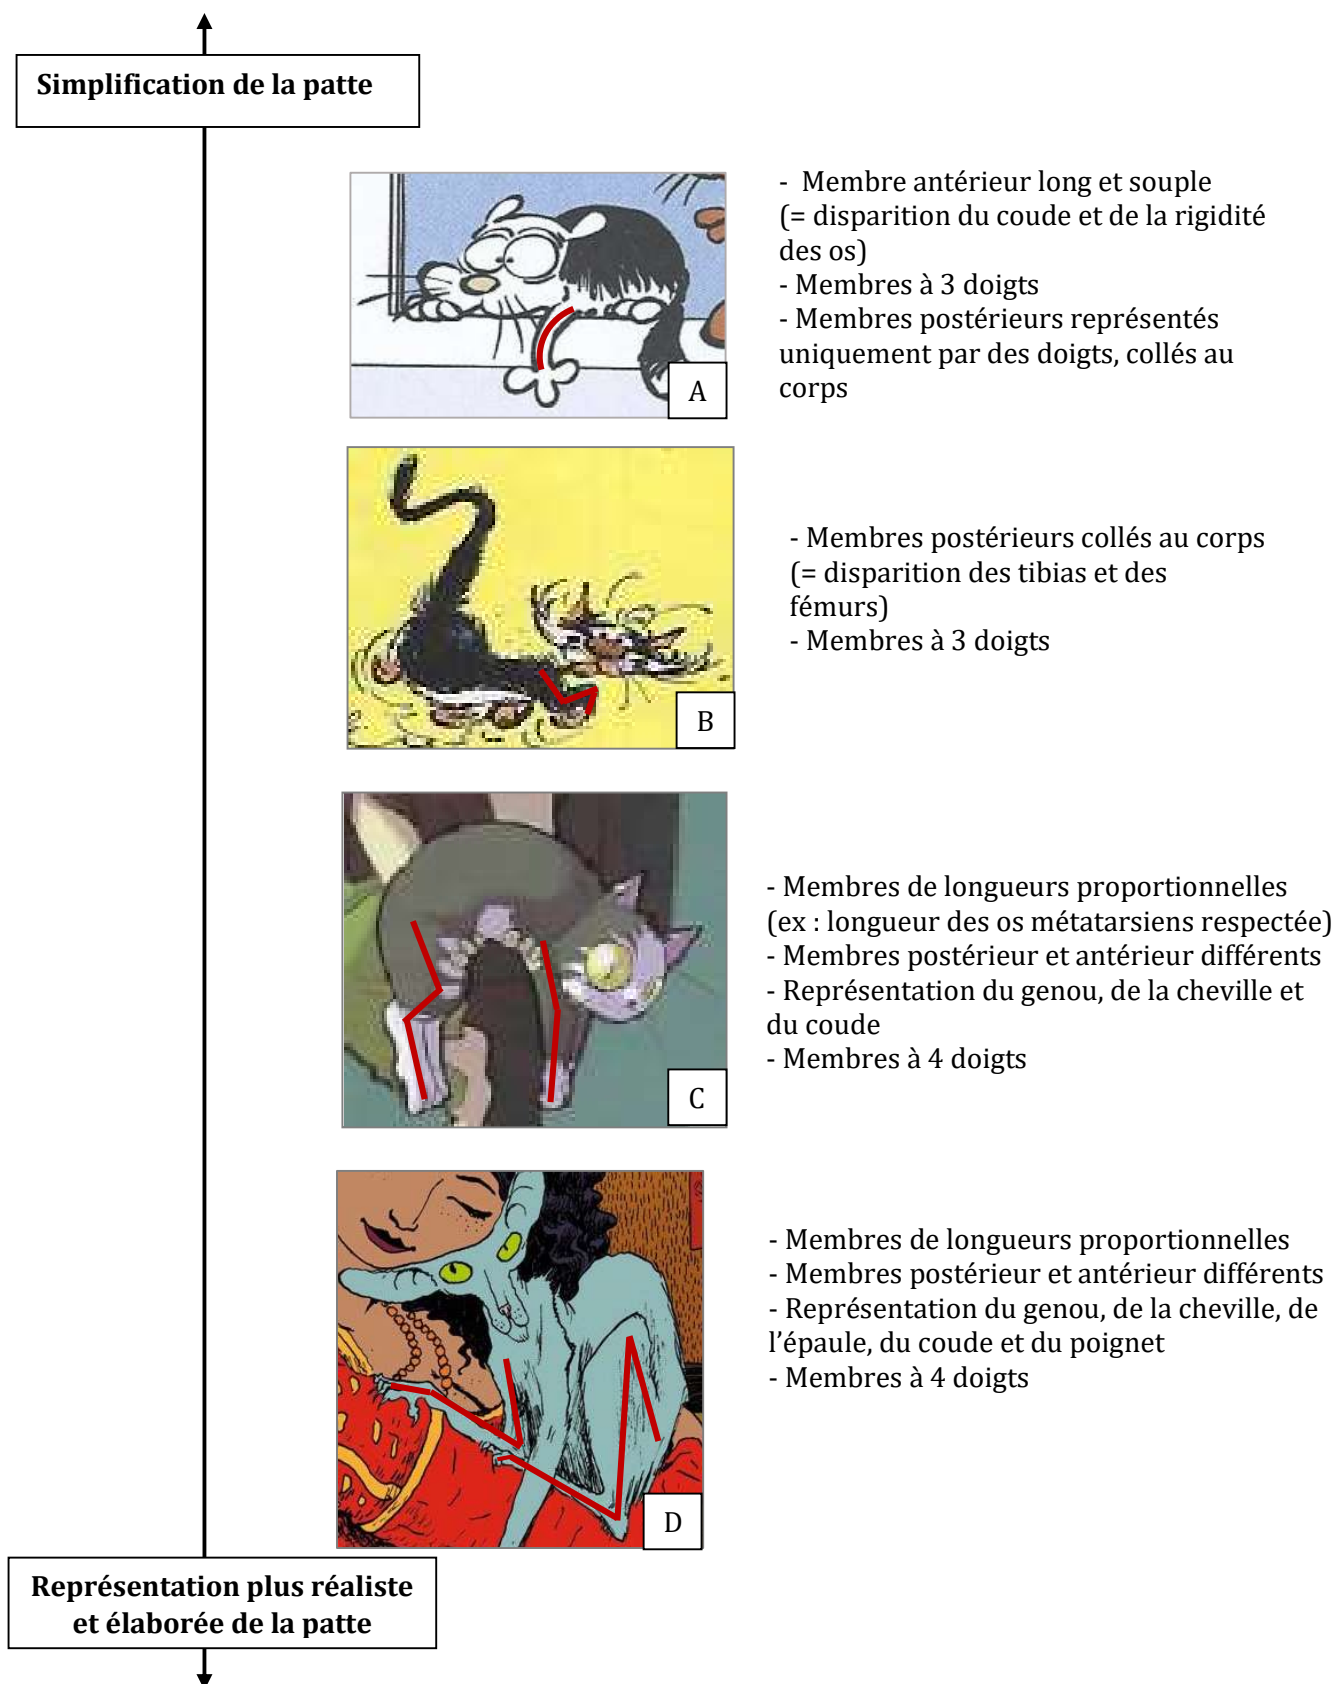 Simplification de la patte
- Membre antérieur long et souple
(= disparition du coude et de la rigidité
des os)
- Membres à 3 doigts
- Membres postérieurs représentés
uniquement par des doigts, collés au
corps
A
- Membres postérieurs collés au corps
(= disparition des tibias et des
fémurs)
- Membres à 3 doigts
B
- Membres de longueurs proportionnelles
(ex : longueur des os métatarsiens respectée)
- Membres postérieur et antérieur différents
- Représentation du genou, de la cheville et
du coude
- Membres à 4 doigts
C
- Membres de longueurs proportionnelles
- Membres postérieur et antérieur différents
- Représentation du genou, de la cheville, de
l’épaule, du coude et du poignet
- Membres à 4 doigts
D
Représentation plus réaliste
et élaborée de la patte